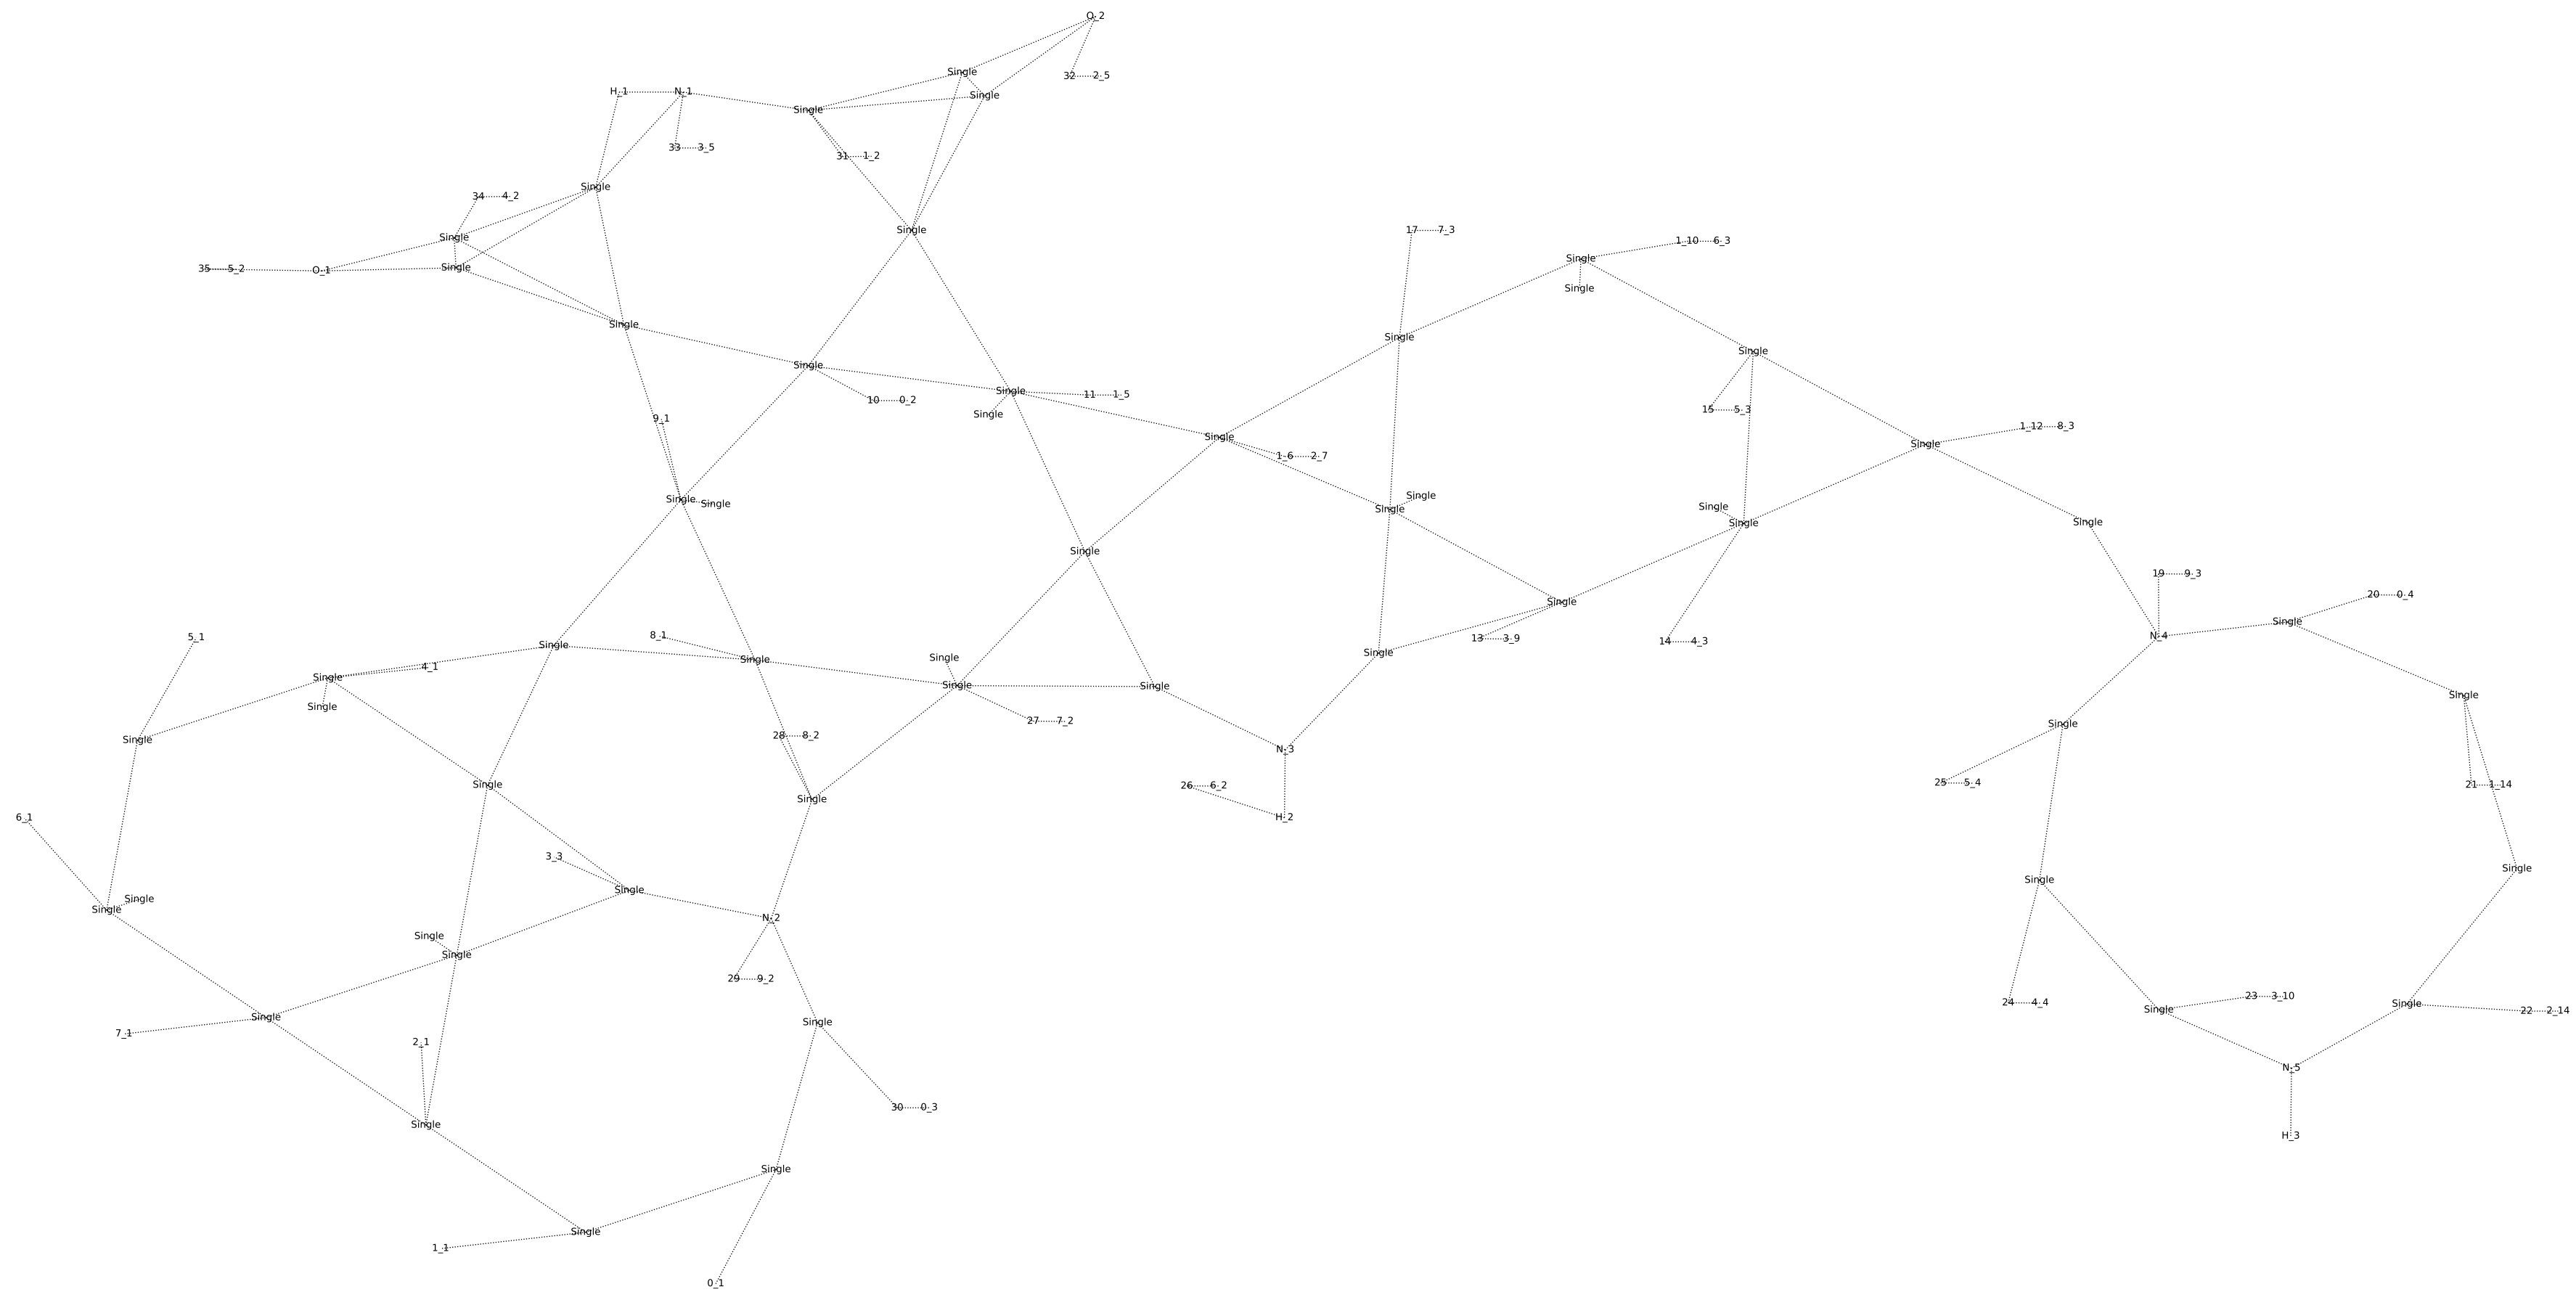 O_2
Single
32 2_5
H_1 N_1
Single
Single
33 3_5
31 1_2
Single
34 4_2
17 7_3
Single
Single
1_10 6_3
Single
Single
35 5_2
O_1
Single
Single
Single
Single
Single
Single
Single
11 1_5
10 0_2
15 5_3
Single
9_1
1_12 8_3
Single
Single
1_6 2_7
Single
Single
Single
Single
Single
Single
Single
Single
Single
19 9_3
20 0_4
Single
Single
5_1
8_1
N_4
13 3_9
14 4_3
Single
Single
Single
Single
4_1
Single
Single
Single
Single
Single
27 7_2
Single
28 8_2
Single
N_3
25 5_4
Single
26 6_2
21 1_14
Single
6_1
H_2
3_3
Single
Single
Single
Single
Single
N_2
Single
Single
29 9_2
23 3_10
24 4_4
Single
Single
22 2_14
Single
Single
7_1
2_1
N_5
30 0_3
Single
H_3
Single
Single
1_1
0_1